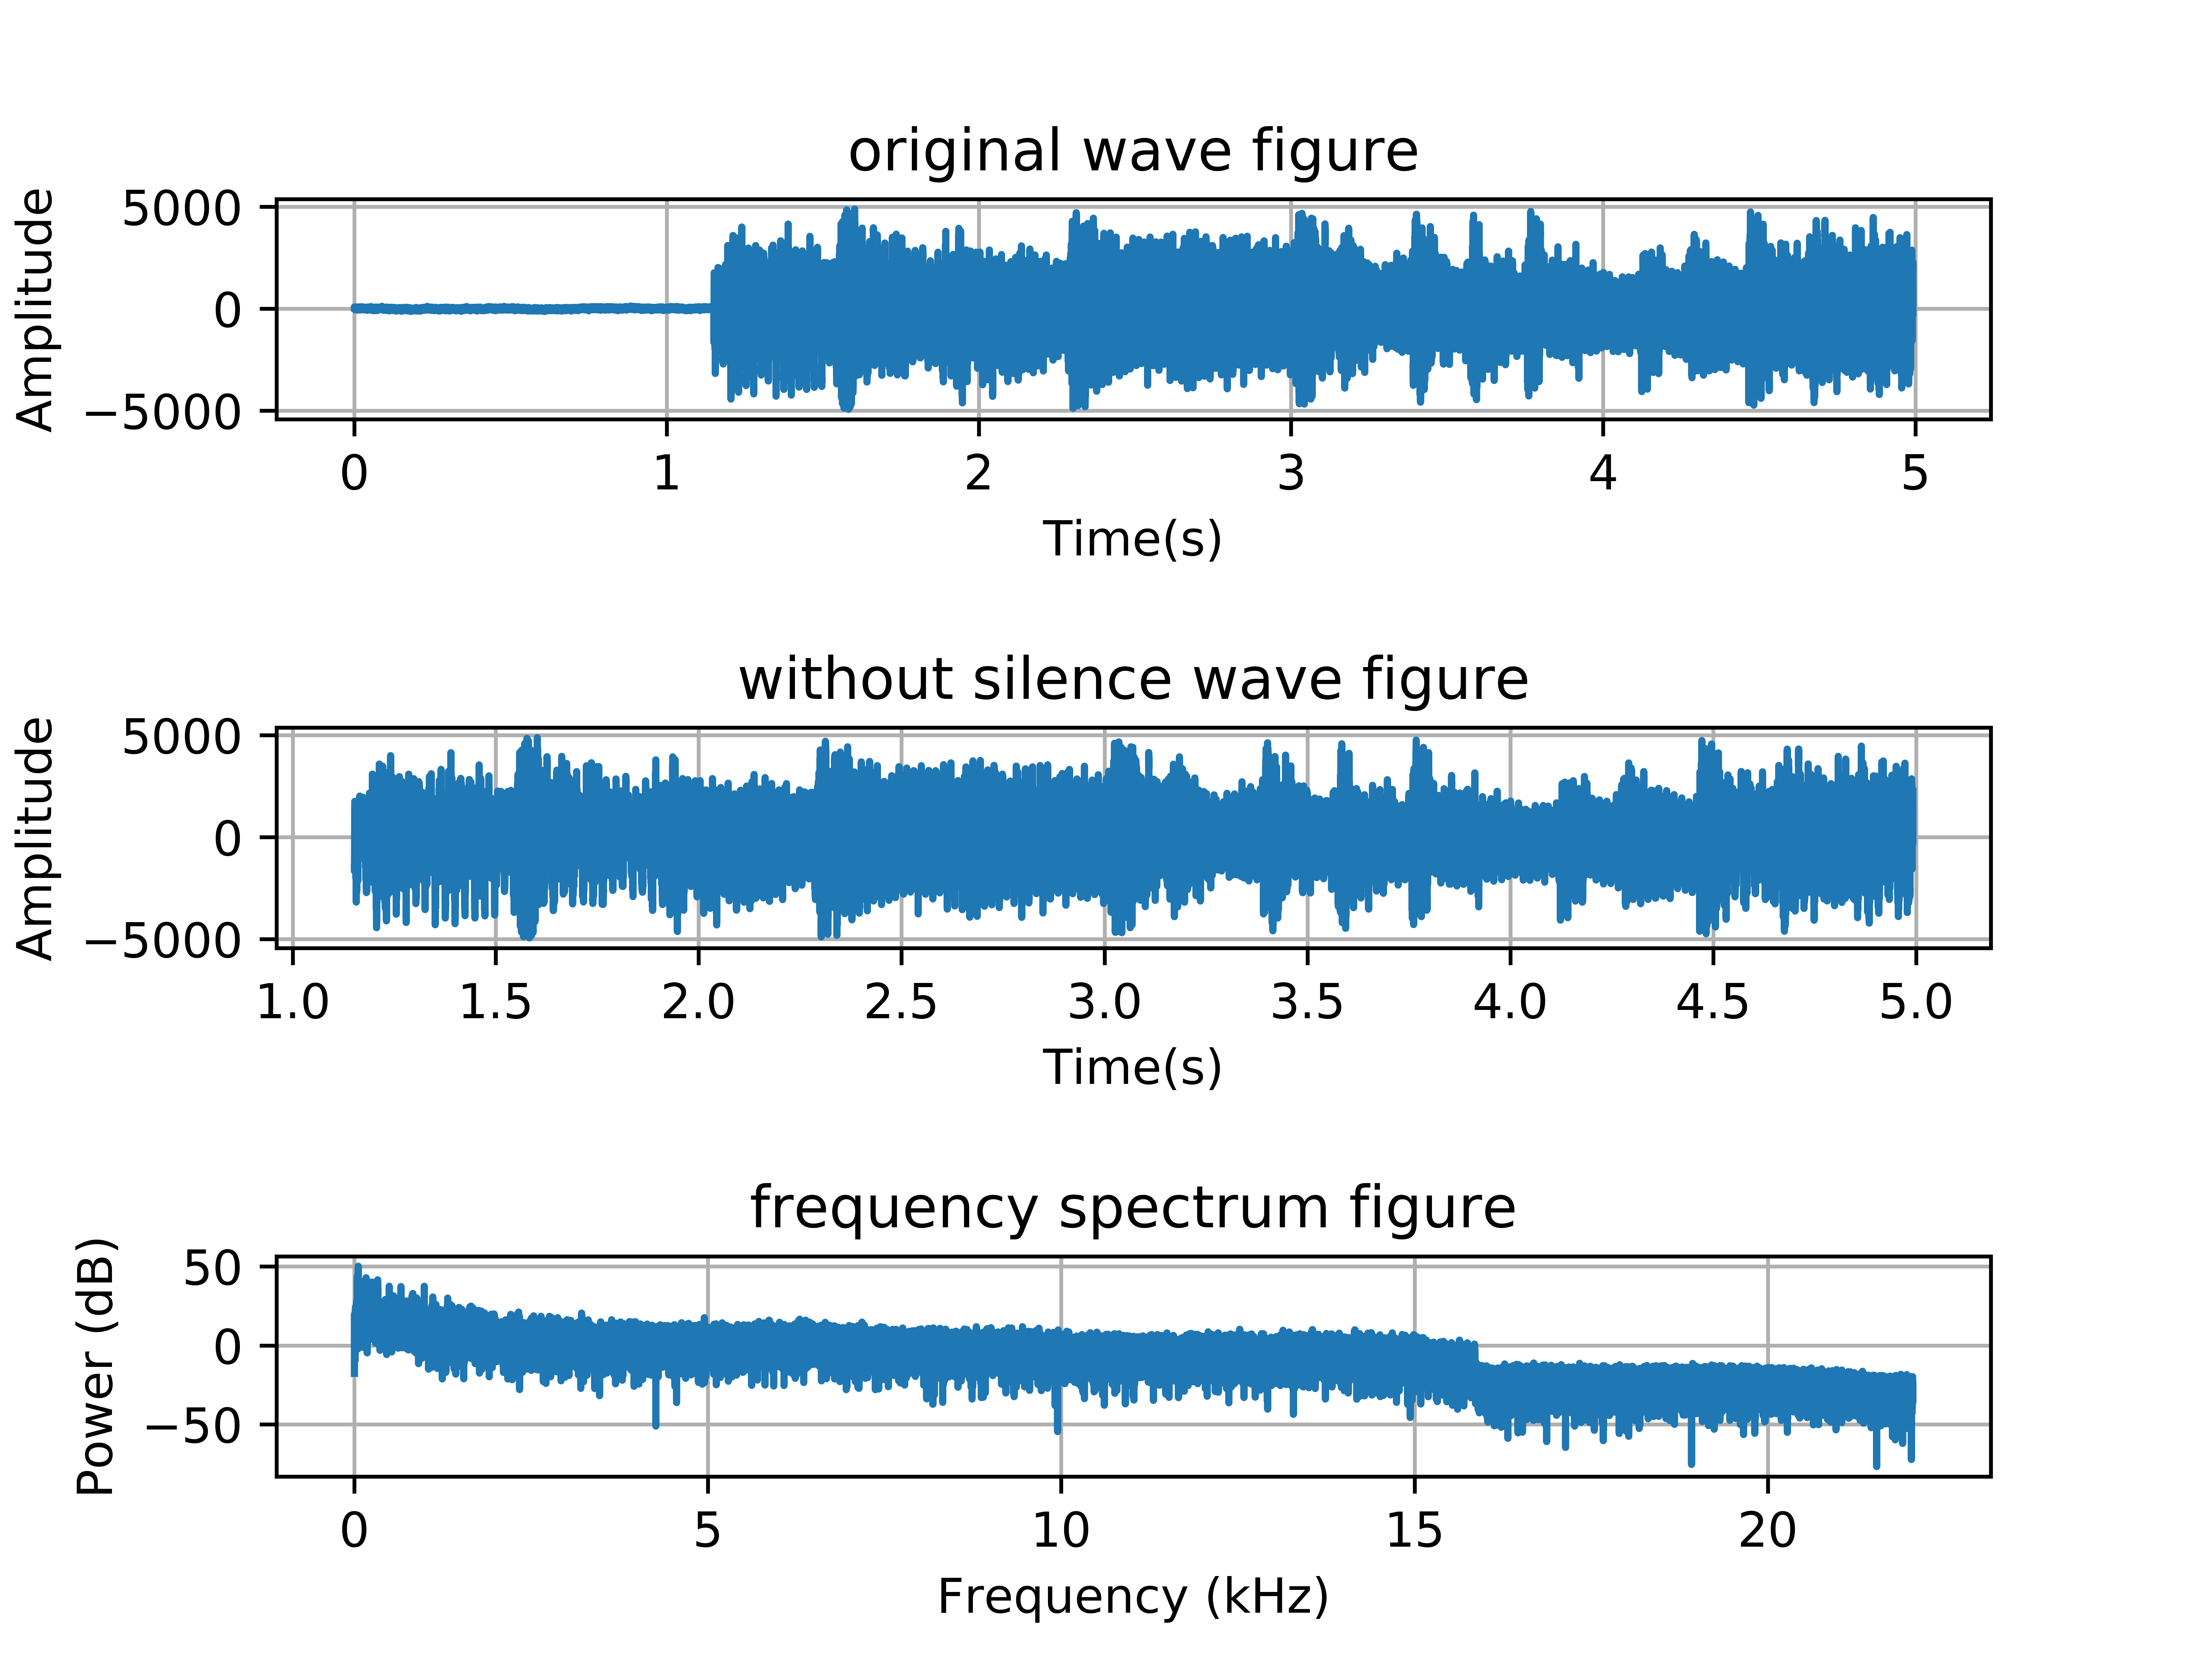 original wave figure
Amplitude
5000
0
−5000
0 1 2 3 4 5
Time(s)
without silence wave figure
Amplitude
5000
0
−5000
1.0 1.5 2.0 2.5 3.0 3.5 4.0 4.5 5.0
Time(s)
frequency spectrum figure
Power (dB)
50
0
−50
0 5 10 15 20
Frequency (kHz)